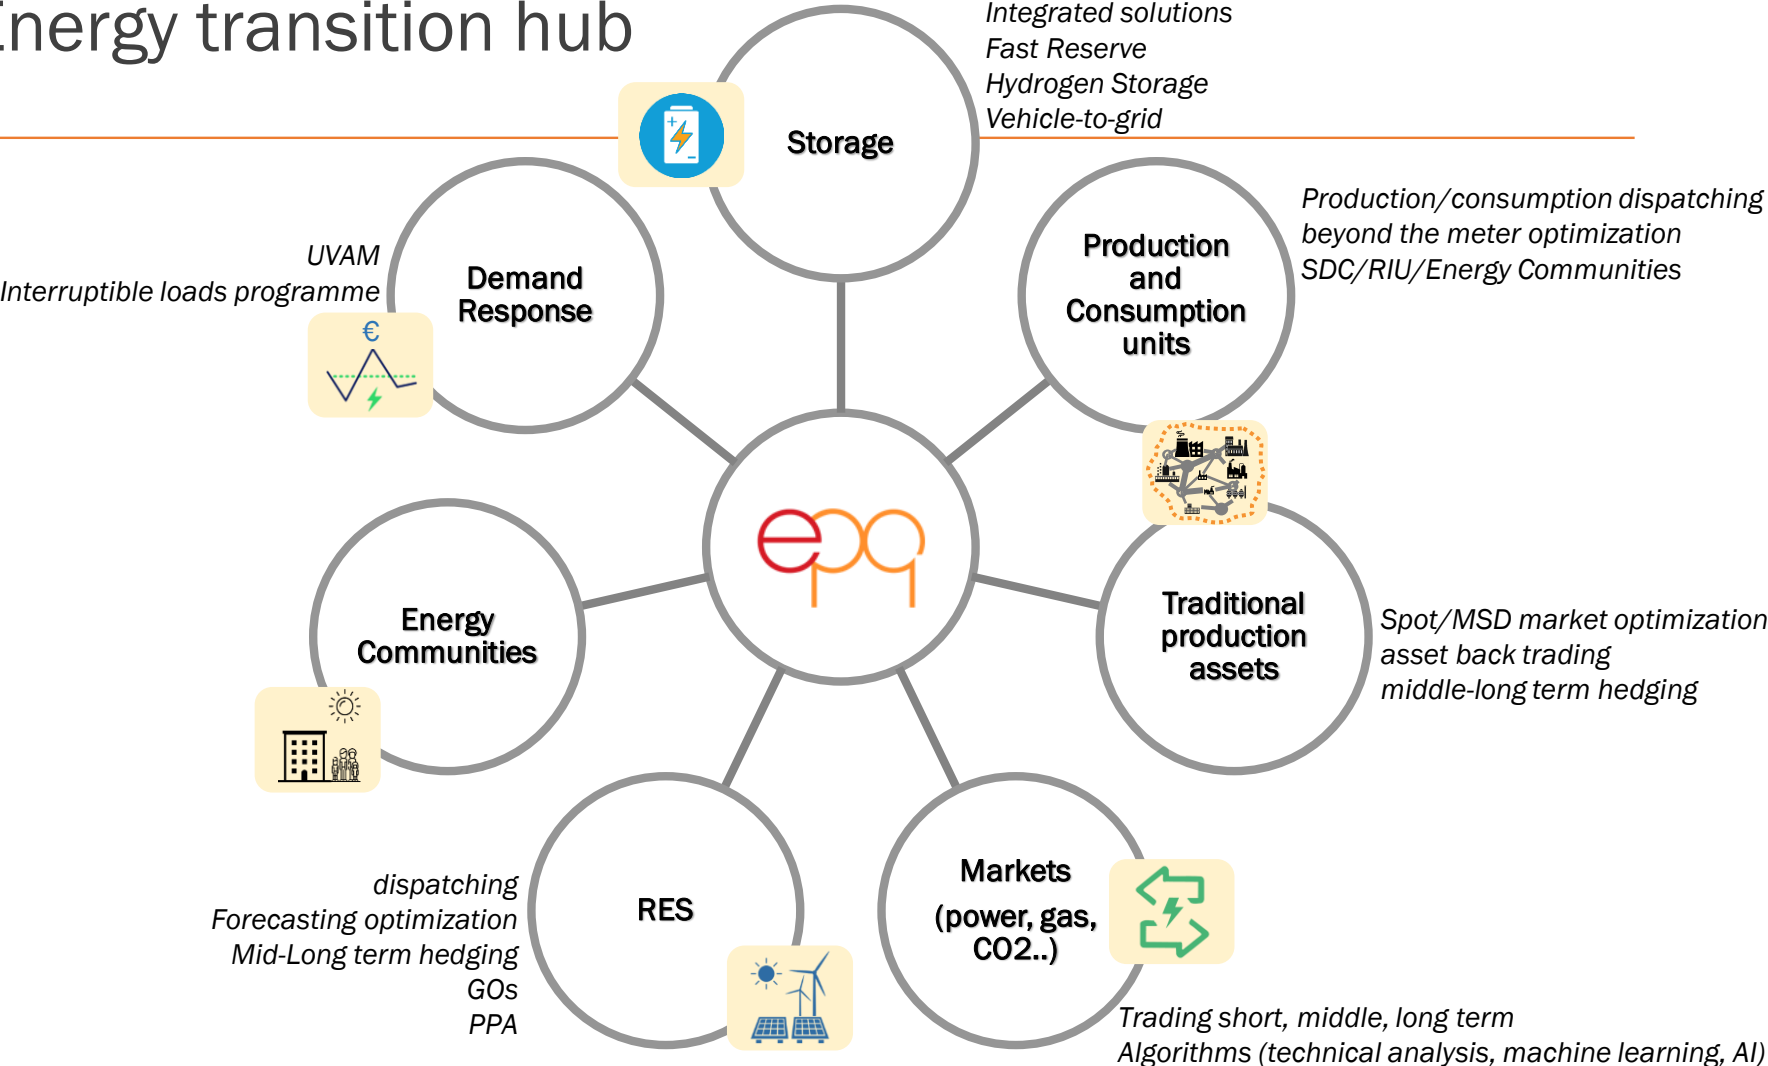 Energy transition hub
Integrated solutions
Fast Reserve
Hydrogen Storage
Vehicle-to-grid
Storage
Production/consumption dispatching
beyond the meter optimization
SDC/RIU/Energy Communities
Production
and
Consumption
units
UVAM
Interruptible loads programme
Demand
Response
€
epq
Energy
Communities
Traditional
production
assets
Spot/MSD market optimization
asset back trading
middle-long term hedging
dispatching
Forecasting optimization
Mid-Long term hedging
GOs
PPA
RES
Markets
(power, gas,
CO2..)
Trading short, middle, long term
Algorithms (technical analysis, machine learning, AI)